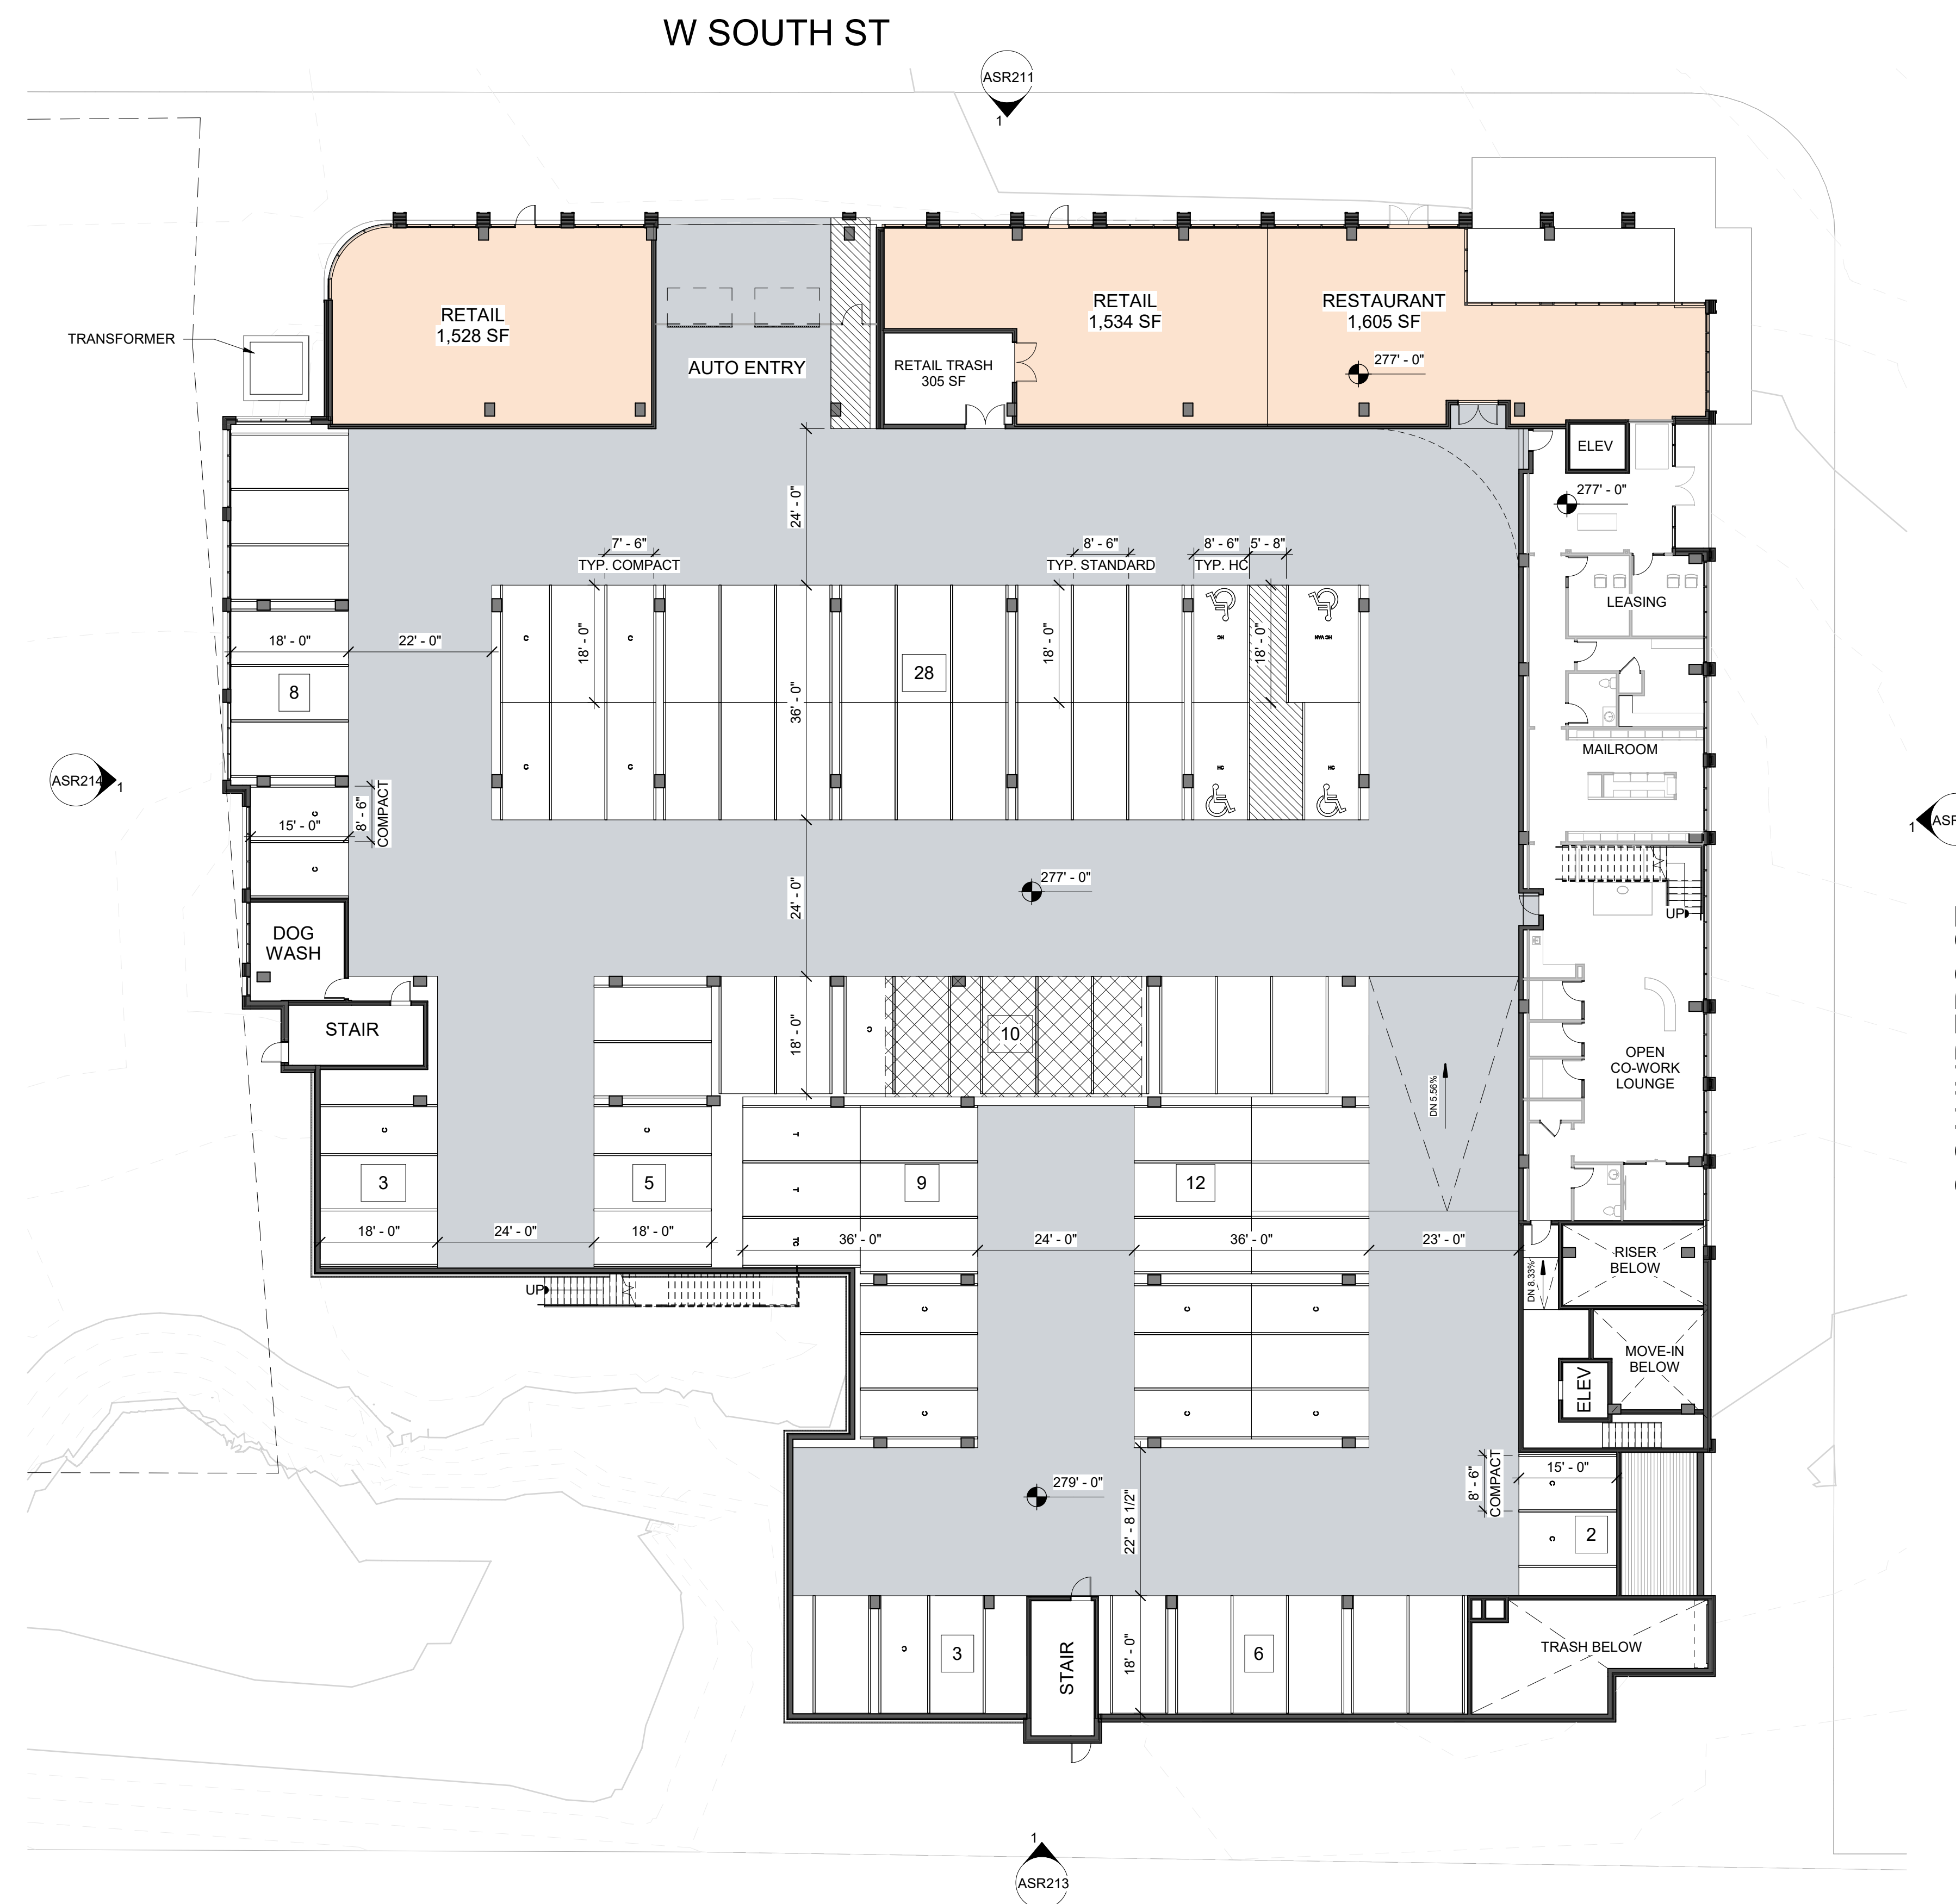 W SOUTH ST
ASR211
1
TRANSFORMER
RETAIL
1,528 SF
AUTO ENTRY
RETAIL
1,534 SF
RESTAURANT
1,605 SF
RETAIL TRASH
305 SF
277' - 0"
ELEV
277' - 0"
24' - 0"
7' - 6"
TYP. COMPACT
8' - 6"
TYP. STANDARD
8' - 6"
5' - 8"
TYP. HC
LEASING
18' - 0"
22' - 0"
C
C
18' - 0"
18' - 0"
HC
18' - 0"
HC VAN
8
28
36' - 0"
C
C
HC
HC
MAILROOM
ASR214
1
C
15' - 0"
8' - 6"
COMPACT
C
1
ASR
277' - 0"
24' - 0"
UP
DOG
WASH
STAIR
18' - 0"
C
10
OPEN
CO-WORK
LOUNGE
DN 5.56%
C
C
T
T
3
5
9
12
18' - 0"
24' - 0"
18' - 0"
36' - 0"
24' - 0"
36' - 0"
23' - 0"
RISER
BELOW
DN 8.33%
UP
C
C
C
MOVE-IN
BELOW
ELEV
C
C
C
279' - 0"
22' - 8 1/2"
8' - 6"
COMPACT
15' - 0"
C
C
2
C
3
STAIR
18' - 0"
6
TRASH BELOW
1
ASR213